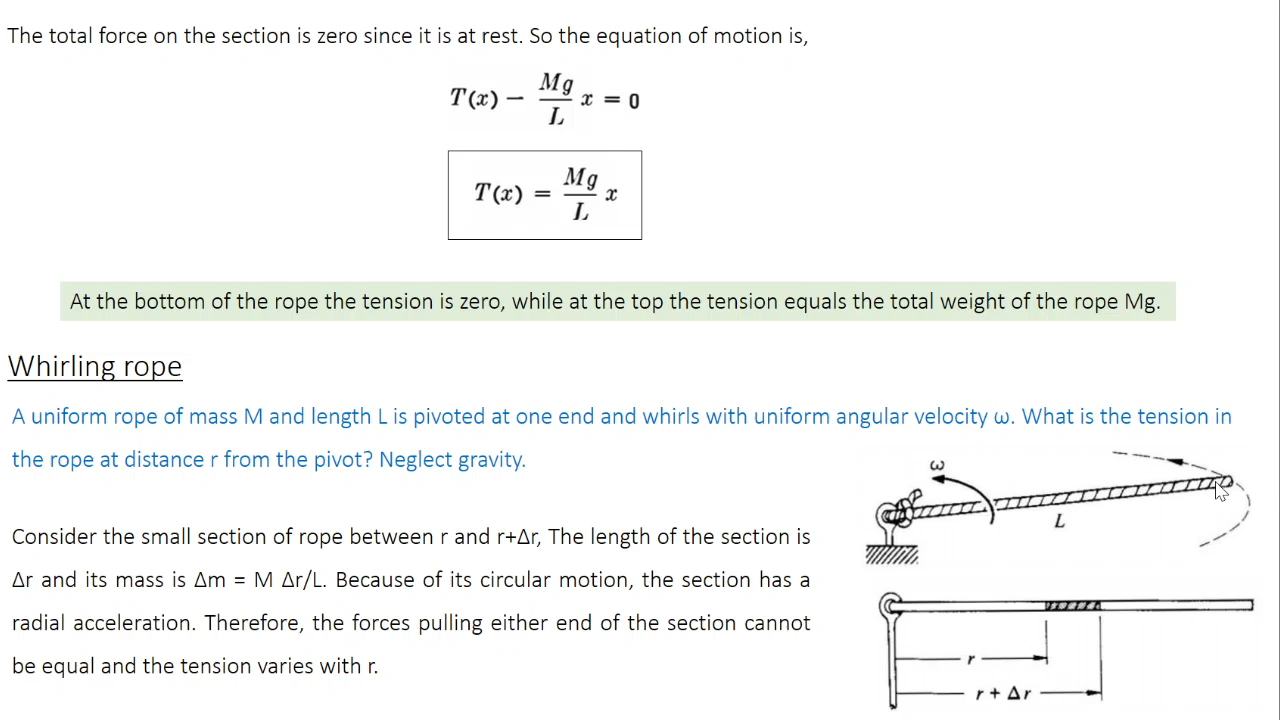 The total force on the section is zero since it is at rest. So the equation of motion is,
T(x) − Mg/L x = 0
T(x) = Mg/L x
At the bottom of the rope the tension is zero, while at the top the tension equals the total weight of the rope Mg.
Whirling rope
A uniform rope of mass M and length L is pivoted at one end and whirls with uniform angular velocity ω. What is the tension in
the rope at distance r from the pivot? Neglect gravity.
ω
L
Consider the small section of rope between r and r+Δr, The length of the section is
Δr and its mass is Δm = M Δr/L. Because of its circular motion, the section has a
radial acceleration. Therefore, the forces pulling either end of the section cannot
be equal and the tension varies with r.
r
r + Δr